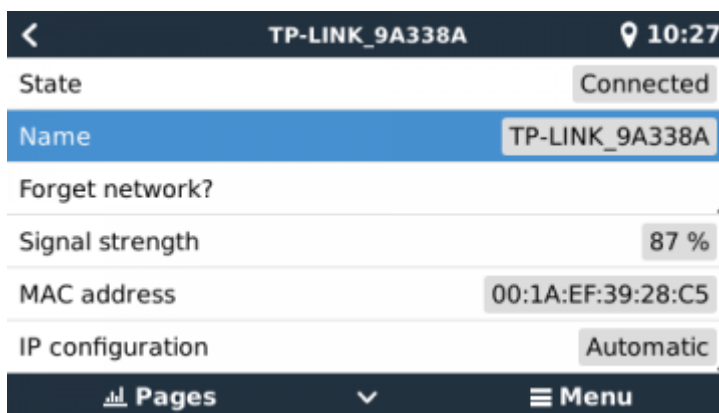 TP-LINK_9A338A 10:27
State Connected
Name TP-LINK_9A338A
Forget network?
Signal strength 87 %
MAC address 00:1A:EF:39:28:C5
IP configuration Automatic
Pages Menu